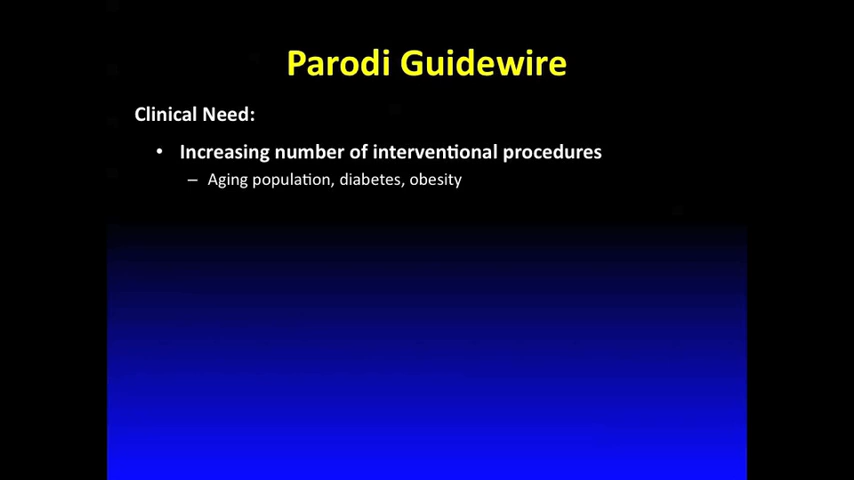 Parodi Guidewire
Clinical Need:
• Increasing number of interventional procedures
– Aging population, diabetes, obesity